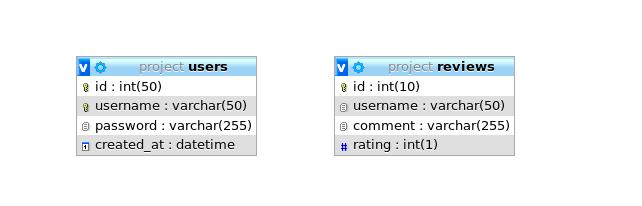 v project users
id : int(50)
username : varchar(50)
password : varchar(255)
created_at : datetime
v project reviews
id : int(10)
username : varchar(50)
comment : varchar(255)
# rating : int(1)